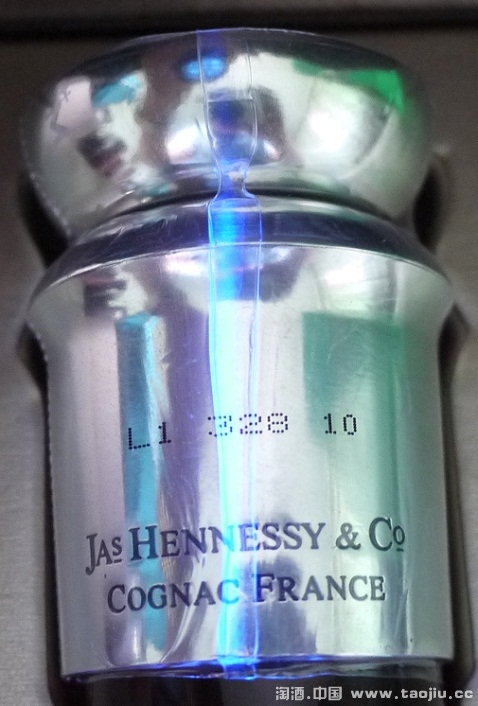 L1 328 10
JAS HENNESSY & CO
COGNAC FRANCE
淘酒.中国 www.taojiu.cc